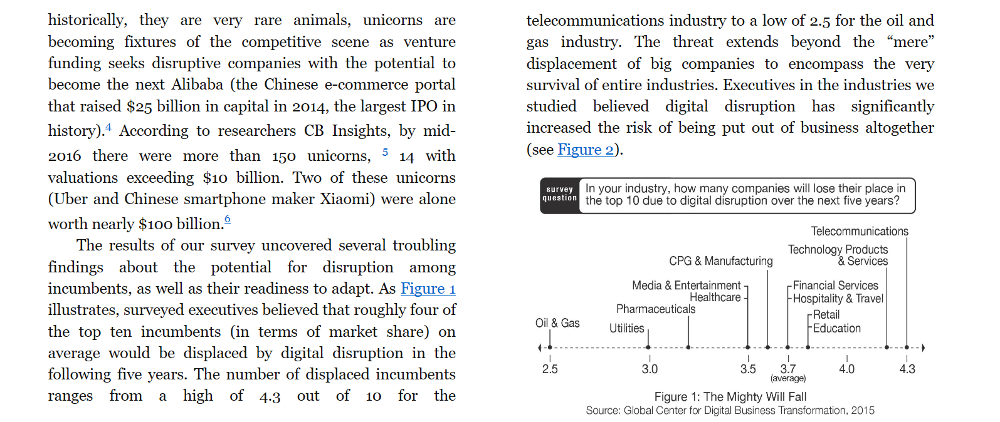 historically, they are very rare animals, unicorns are
becoming fixtures of the competitive scene as venture
funding seeks disruptive companies with the potential to
become the next Alibaba (the Chinese e-commerce portal
that raised $25 billion in capital in 2014, the largest IPO in
history).4 According to researchers CB Insights, by mid-
2016 there were more than 150 unicorns, 5 14 with
valuations exceeding $10 billion. Two of these unicorns
(Uber and Chinese smartphone maker Xiaomi) were alone
worth nearly $100 billion.6
The results of our survey uncovered several troubling
findings about the potential for disruption among
incumbents, as well as their readiness to adapt. As Figure 1
illustrates, surveyed executives believed that roughly four of
the top ten incumbents (in terms of market share) on
average would be displaced by digital disruption in the
following five years. The number of displaced incumbents
ranges from a high of 4.3 out of 10 for the
telecommunications industry to a low of 2.5 for the oil and
gas industry. The threat extends beyond the “mere”
displacement of big companies to encompass the very
survival of entire industries. Executives in the industries we
studied believed digital disruption has significantly
increased the risk of being put out of business altogether
(see Figure 2).
survey
question
In your industry, how many companies will lose their place in
the top 10 due to digital disruption over the next five years?
Telecommunications
Technology Products
& Services
CPG & Manufacturing
Media & Entertainment
Healthcare
Financial Services
Hospitality & Travel
Pharmaceuticals
Retail
Oil & Gas
Utilities
Education
2.5
3.0
3.5
3.7
(average)
4.0
4.3
Figure 1: The Mighty Will Fall
Source: Global Center for Digital Business Transformation, 2015